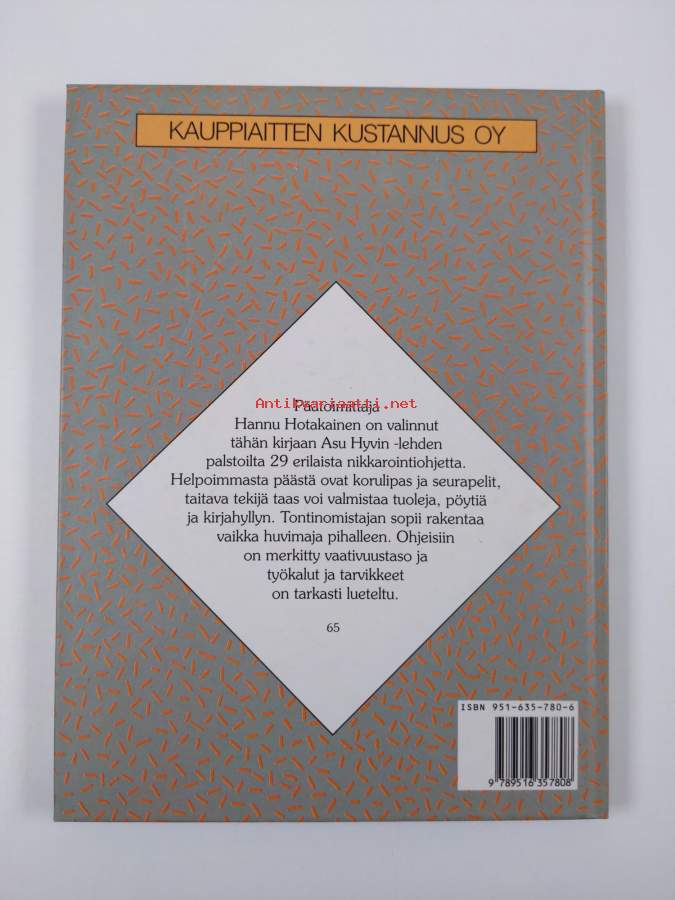 KAUPPIAITTEN KUSTANNUS OY
Antikvariaatti.net
Päätoimittaja
Hannu Hotakainen on valinnut
tähän kirjaan Asu Hyvin -lehden
palstoilta 29 erilaista nikkarointiohjetta.
Helpoimmasta päästä ovat korulipas ja seurapelit,
taitava tekijä taas voi valmistaa tuoleja, pöytiä
ja kirjahyllyn. Tontinomistajan sopii rakentaa
vaikka huvimaja pihalleen. Ohjeisiin
on merkitty vaativuustaso ja
työkalut ja tarvikkeet
on tarkasti lueteltu.
65
ISBN 951-635-780-6
9 789516 357808